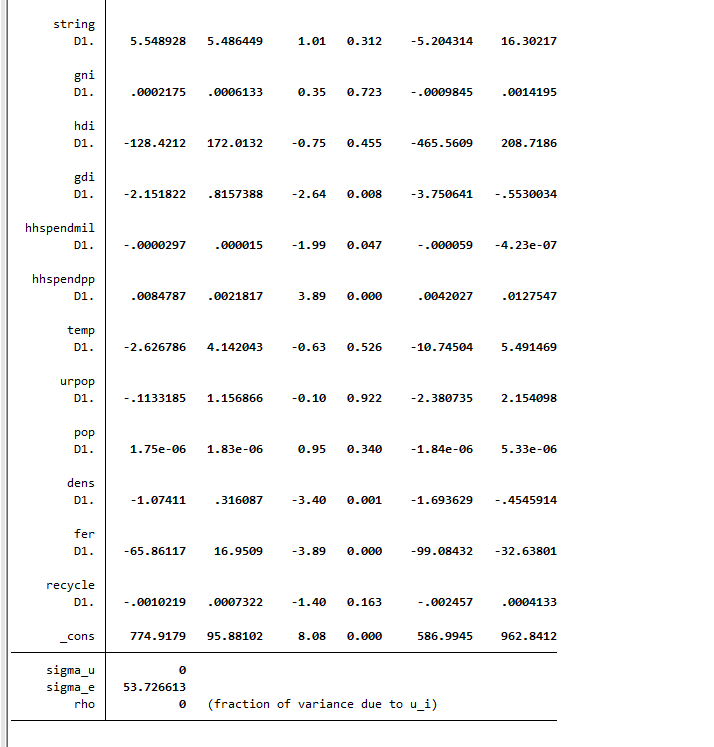 string
D1. 5.548928 5.486449 1.01 0.312 -5.204314 16.30217
gni
D1. .0002175 .0006133 0.35 0.723 -.0009845 .0014195
hdi
D1. -128.4212 172.0132 -0.75 0.455 -465.5609 208.7186
gdi
D1. -2.151822 .8157388 -2.64 0.008 -3.750641 -.5530034
hhspendmil
D1. -.0000297 .000015 -1.99 0.047 -.000059 -4.23e-07
hhspendpp
D1. .0084787 .0021817 3.89 0.000 .0042027 .0127547
temp
D1. -2.626786 4.142043 -0.63 0.526 -10.74504 5.491469
urpop
D1. -.1133185 1.156866 -0.10 0.922 -2.380735 2.154098
pop
D1. 1.75e-06 1.83e-06 0.95 0.340 -1.84e-06 5.33e-06
dens
D1. -1.07411 .316087 -3.40 0.001 -1.693629 -.4545914
fer
D1. -65.86117 16.9509 -3.89 0.000 -99.08432 -32.63801
recycle
D1. -.0010219 .0007322 -1.40 0.163 -.002457 .0004133
_cons 774.9179 95.88102 8.08 0.000 586.9945 962.8412
sigma_u 0
sigma_e 53.726613
rho 0 (fraction of variance due to u_i)